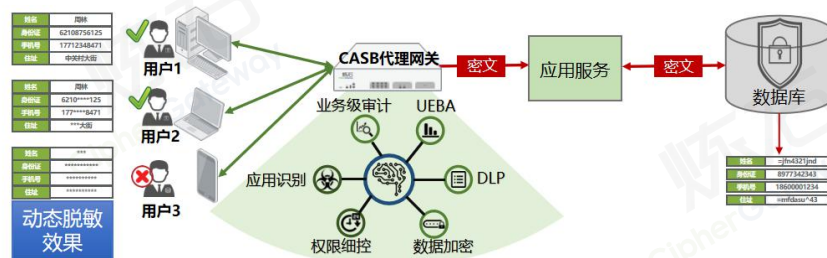 姓名 周林
身份证 62108756125
手机号 17712348471
住址 中关村大街
用户1
姓名 周林
身份证 6210****125
手机号 177****8471
住址 ***大街
用户2
姓名 ***
身份证 ***********
手机号 **********
住址 **********
用户3
动态脱敏
效果
CASB代理网关
密文
应用服务
密文
数据库
业务级审计
UEBA
应用识别
DLP
权限细控
数据加密
姓名 =jfn4321jnd
身份证 8977342343
手机号 18600001234
住址 =mfdasu^43
炼石
CipherGateway